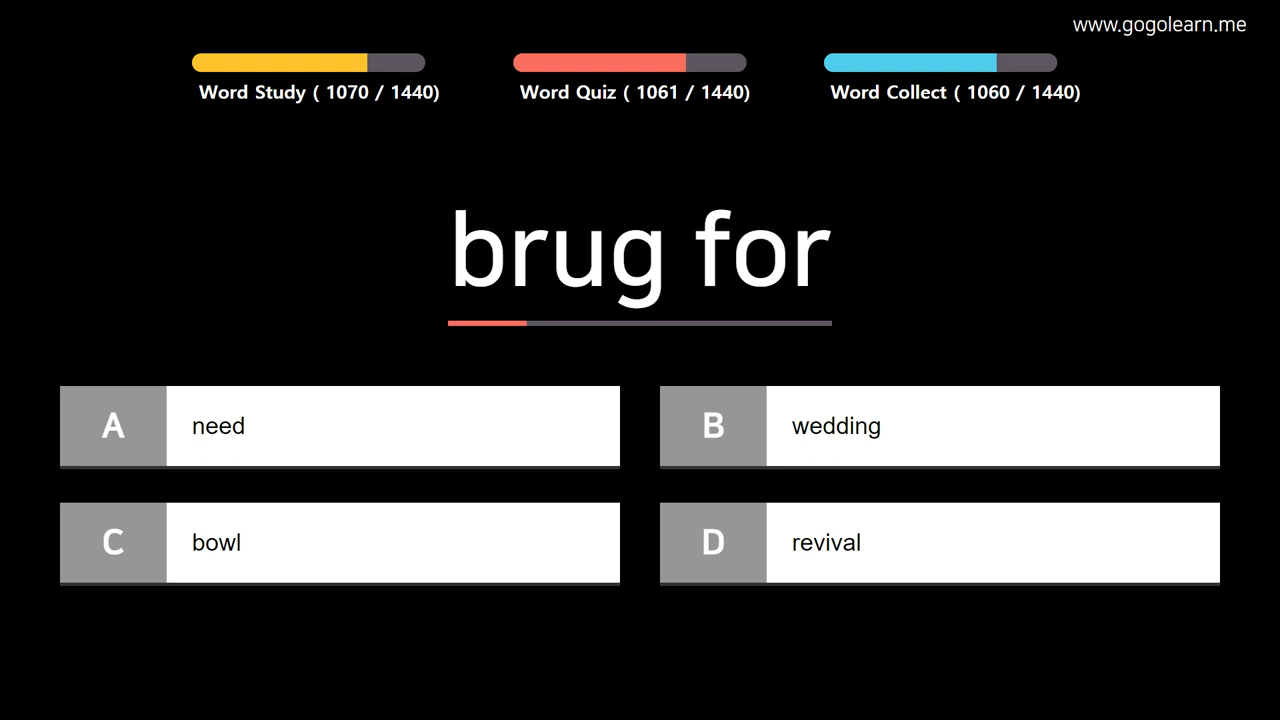 www.gogolearn.me
Word Study ( 1070 / 1440)
Word Quiz ( 1061 / 1440)
Word Collect ( 1060 / 1440)
brug for
A need
B wedding
C bowl
D revival